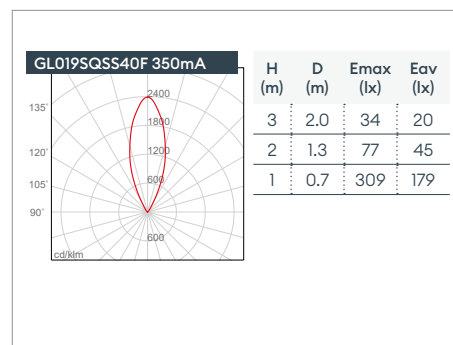 GL019SQSS40F 350mA
135°
120°
105°
90°
2400
1800
1200
600
600
cd/klm
H D Emax Eav
(m) (m) (lx) (lx)
3 2.0 34 20
2 1.3 77 45
1 0.7 309 179